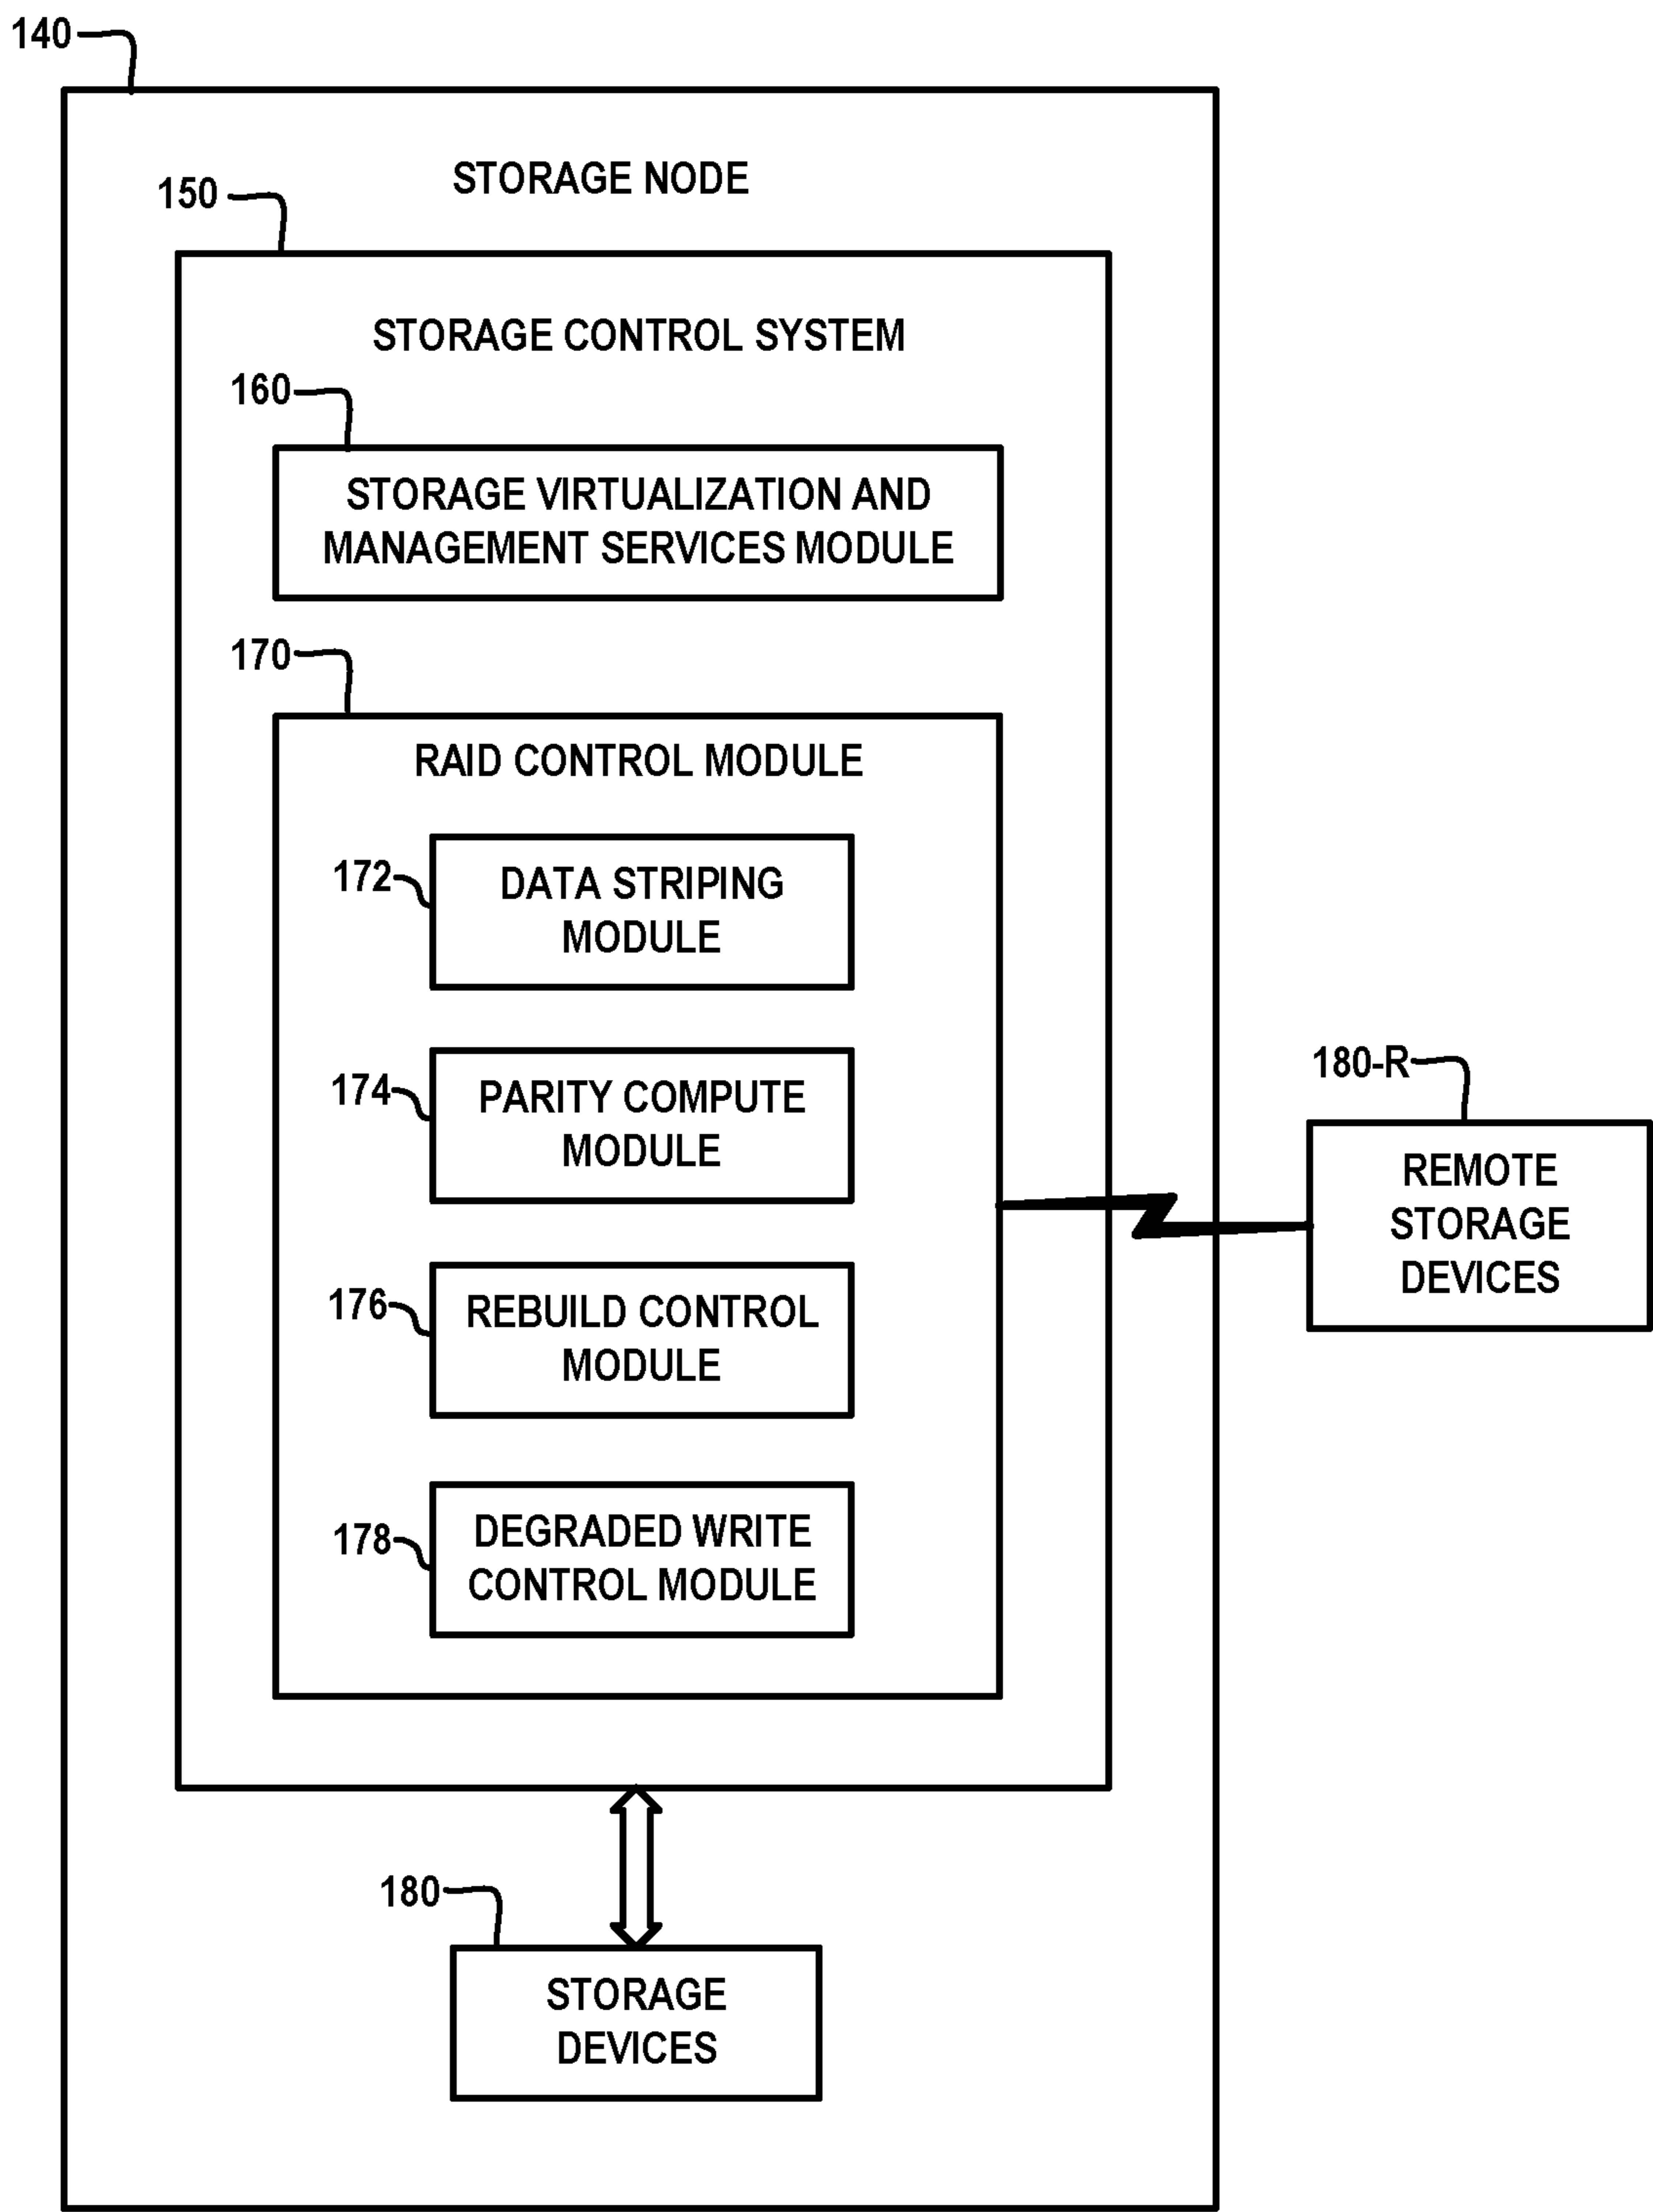 140
STORAGE NODE
150
STORAGE CONTROL SYSTEM
160
STORAGE VIRTUALIZATION AND
MANAGEMENT SERVICES MODULE
170
RAID CONTROL MODULE
172
DATA STRIPING
MODULE
174
PARITY COMPUTE
MODULE
176
REBUILD CONTROL
MODULE
178
DEGRADED WRITE
CONTROL MODULE
180-R
REMOTE
STORAGE
DEVICES
180
STORAGE
DEVICES